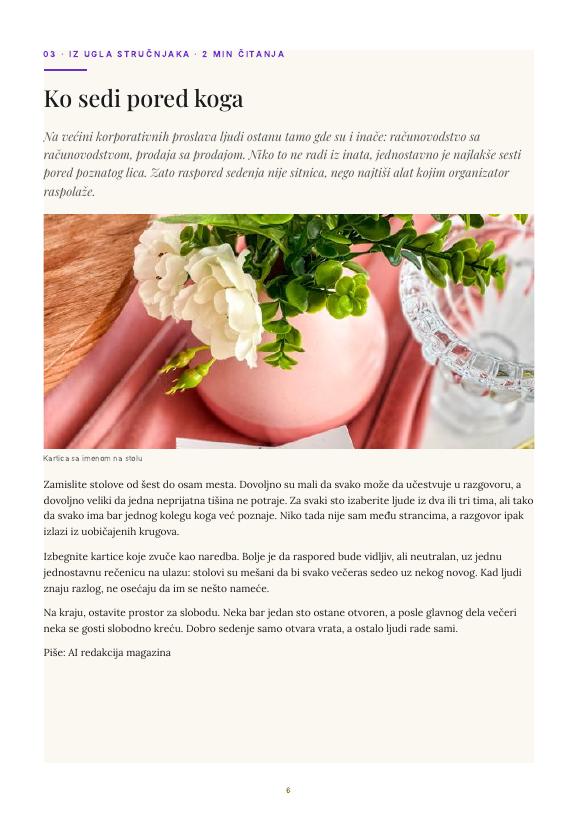 03 · IZ UGLA STRUČNJAKA · 2 MIN ČITANJA
Ko sedi pored koga
Na većini korporativnih proslava ljudi ostanu tamo gde su i inače: računovodstvo sa
računovodstvom, prodaja sa prodajom. Niko to ne radi iz inata, jednostavno je najlakše sesti
pored poznatog lica. Zato raspored sedenja nije sitnica, nego najtiši alat kojim organizator
raspolaže.
Kartica sa imenom na stolu
Zamislite stolove od šest do osam mesta. Dovoljno su mali da svako može da učestvuje u razgovoru, a
dovoljno veliki da jedna neprijatna tišina ne potraje. Za svaki sto izaberite ljude iz dva ili tri tima, ali tako
da svako ima bar jednog kolegu koga već poznaje. Niko tada nije sam među strancima, a razgovor ipak
izlazi iz uobičajenih krugova.
Izbegnite kartice koje zvuče kao naredba. Bolje je da raspored bude vidljiv, ali neutralan, uz jednu
jednostavnu rečenicu na ulazu: stolovi su mešani da bi svako večeras sedeo uz nekog novog. Kad ljudi
znaju razlog, ne osećaju da im se nešto nameće.
Na kraju, ostavite prostor za slobodu. Neka bar jedan sto ostane otvoren, a posle glavnog dela večeri
neka se gosti slobodno kreću. Dobro sedenje samo otvara vrata, a ostalo ljudi rade sami.
Piše: AI redakcija magazina
6